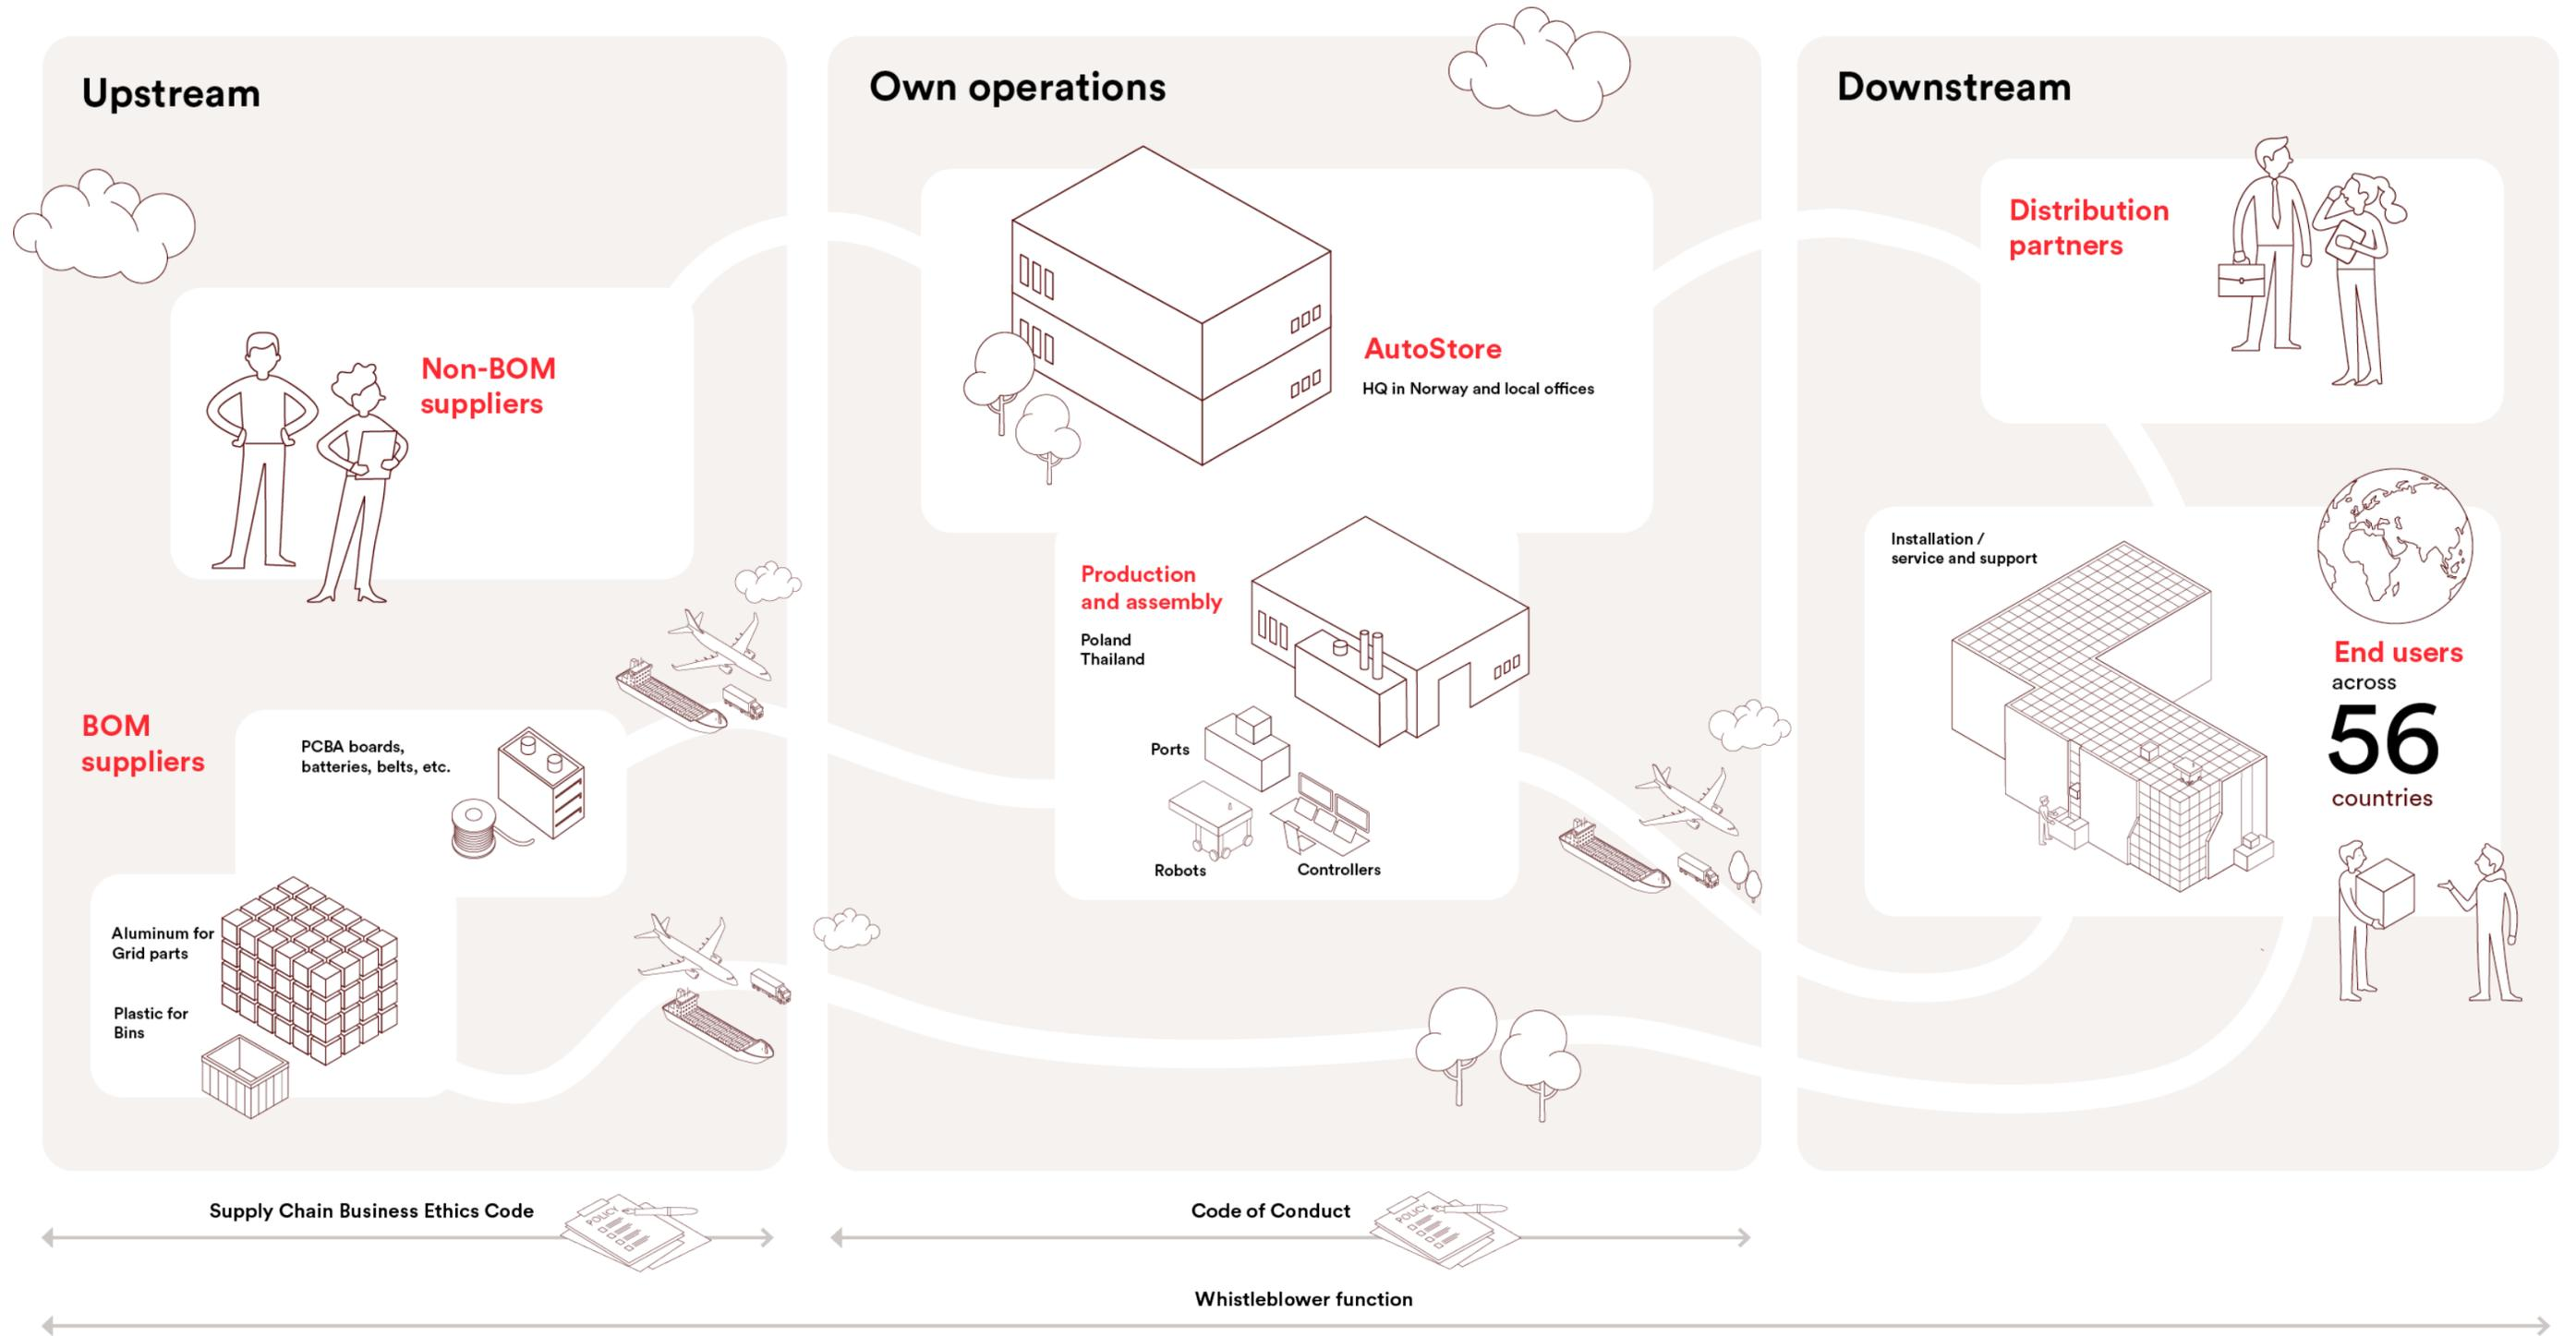 Upstream
Non-BOM
suppliers
BOM
suppliers
PCBA boards,
batteries, belts, etc.
Aluminum for
Grid parts
Plastic for
Bins
Own operations
AutoStore
HQ in Norway and local offices
Production
and assembly
Poland
Thailand
Ports
Robots
Controllers
Downstream
Distribution
partners
Installation /
service and support
End users
across
56
countries
Supply Chain Business Ethics Code
POLICY
Code of Conduct
POLICY
Whistleblower function